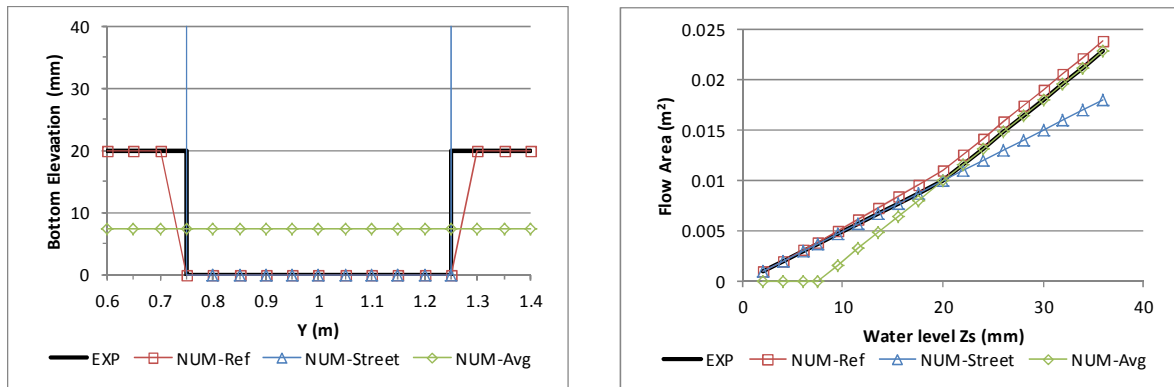 Bottom Elevaation (mm)
40
30
20
10
0
0.6 0.7 0.8 0.9 1 1.1 1.2 1.3 1.4
Y (m)
EXP NUM-Ref NUM-Street NUM-Avg
Flow Area (m²)
0.025
0.02
0.015
0.01
0.005
0
0 10 20 30 40
Water level Zs (mm)
EXP NUM-Ref NUM-Street NUM-Avg